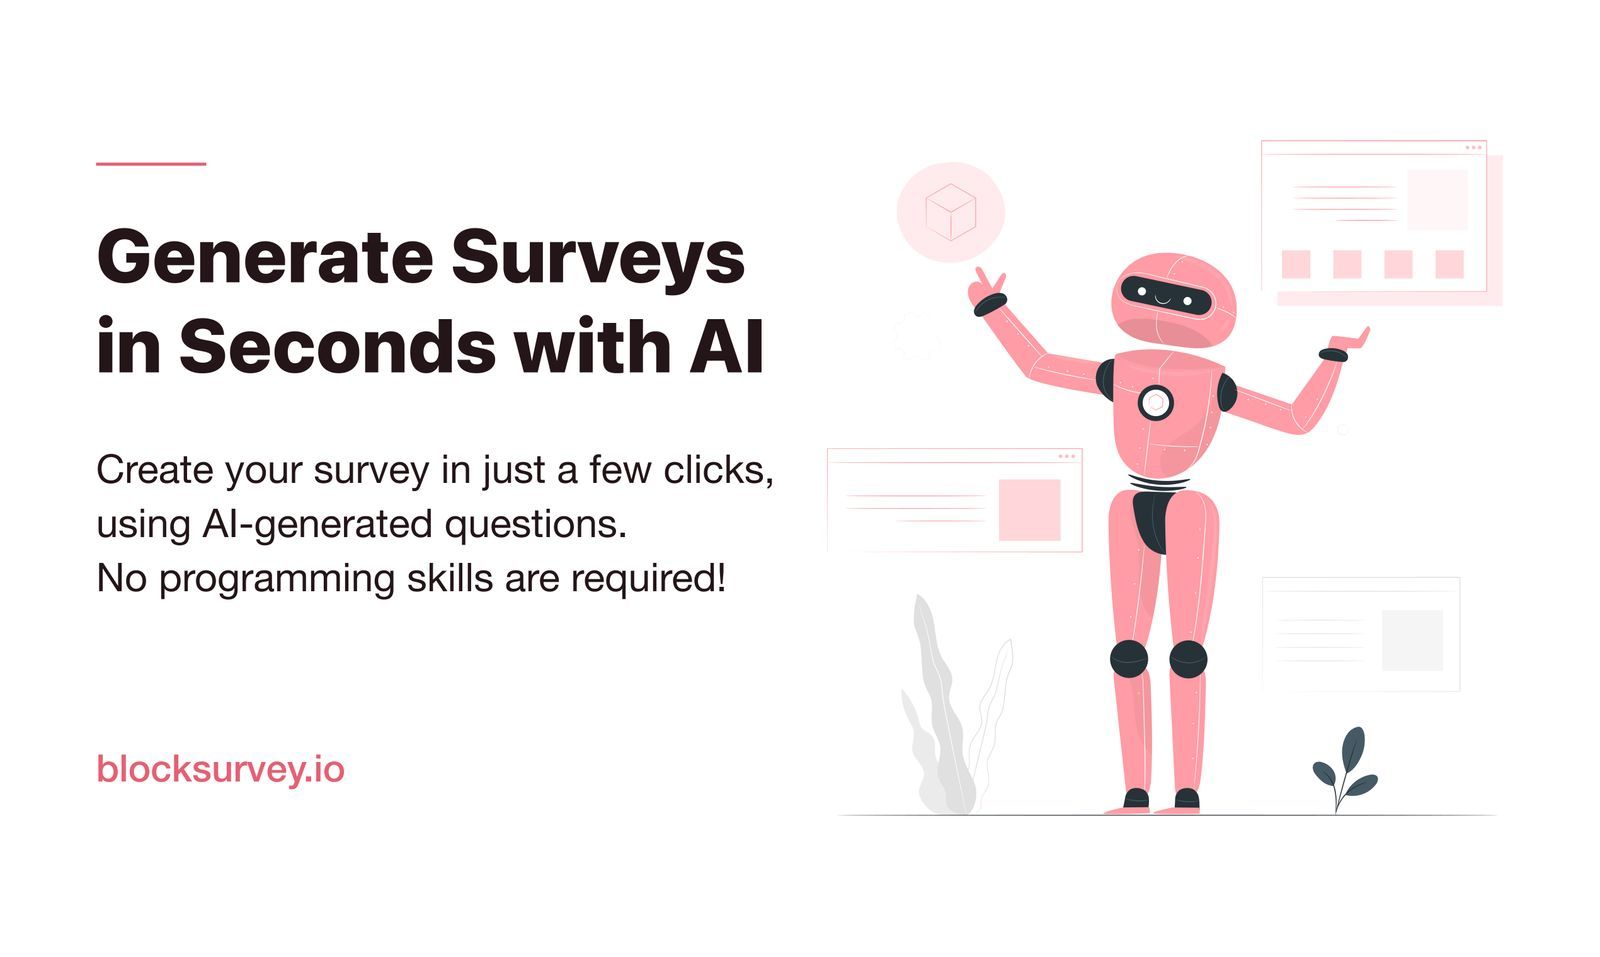 Generate Surveys
in Seconds with AI
Create your survey in just a few clicks,
using AI-generated questions.
No programming skills are required!
blocksurvey.io